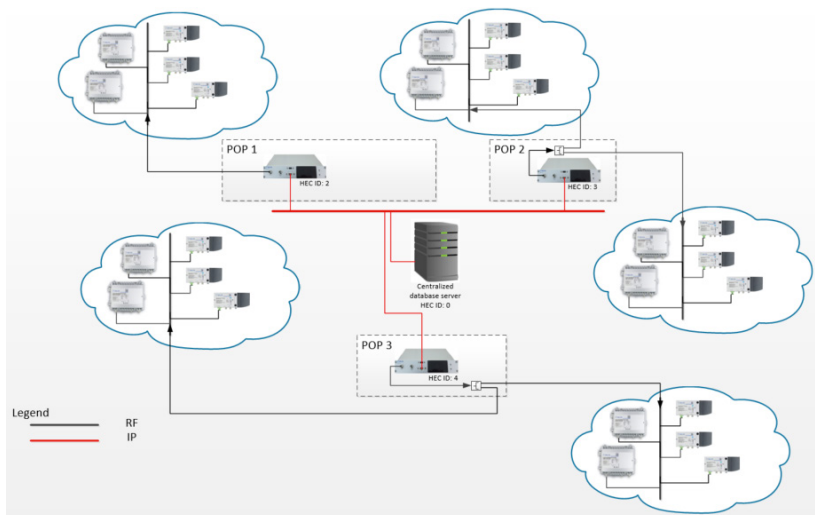 POP 1
HEC ID: 2
POP 2
HEC ID: 3
Centralized
database server
HEC ID: 0
POP 3
HEC ID: 4
Legend
RF
IP